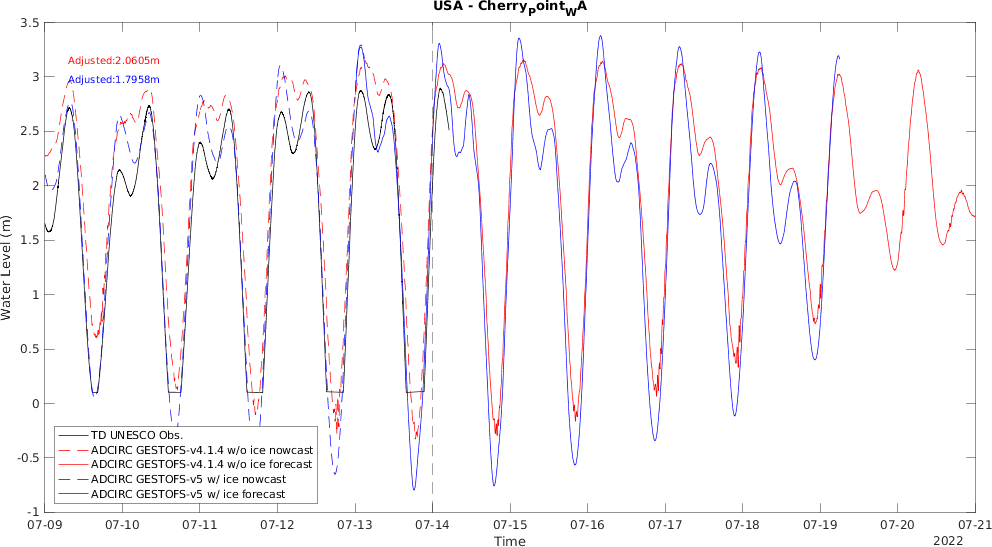 USA - CherryPointWA
Adjusted:2.0605m
Adjusted:1.7958m
Water Level (m)
3.5
3
2.5
2
1.5
1
0.5
0
-0.5
-1
TD UNESCO Obs.
ADCIRC GESTOFS-v4.1.4 w/o ice nowcast
ADCIRC GESTOFS-v4.1.4 w/o ice forecast
ADCIRC GESTOFS-v5 w/ ice nowcast
ADCIRC GESTOFS-v5 w/ ice forecast
07-09 07-10 07-11 07-12 07-13 07-14 07-15 07-16 07-17 07-18 07-19 07-20 07-21
Time
2022